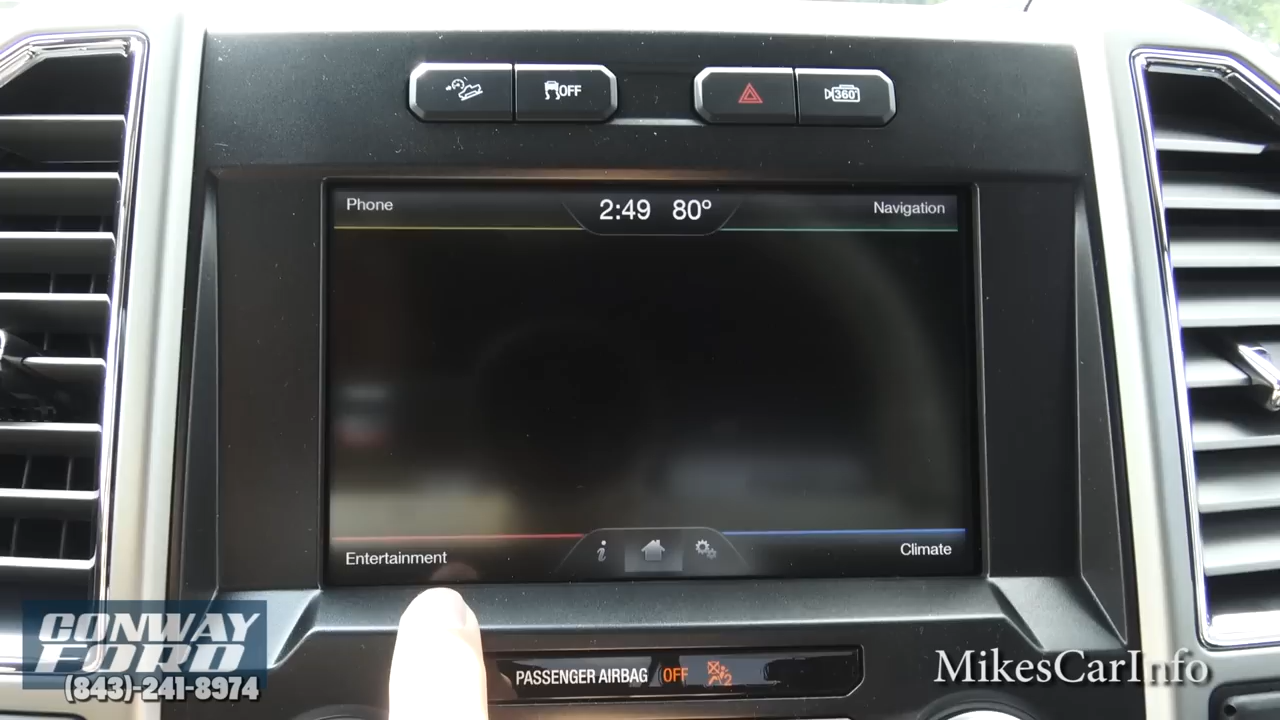 OFF
360°
Phone
2:49 80°
Navigation
Entertainment
i
Climate
PASSENGER AIRBAG OFF 2
CONWAY
FORD
(843)-241-8974
MikesCarInfo